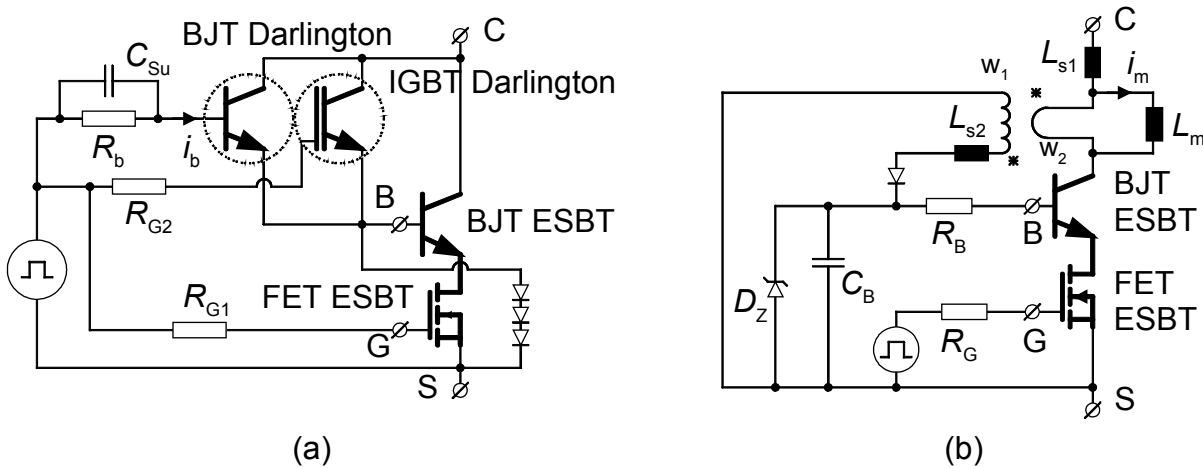 BJT Darlington
C
C_Su
IGBT Darlington
R_b
i_b
R_G2
B
BJT ESBT
FET ESBT
R_G1
G
S
(a)
C
w_1
L_s1
i_m
*
L_s2
w_2
L_m
*
BJT
ESBT
R_B
B
D_Z
C_B
FET
ESBT
R_G
G
S
(b)